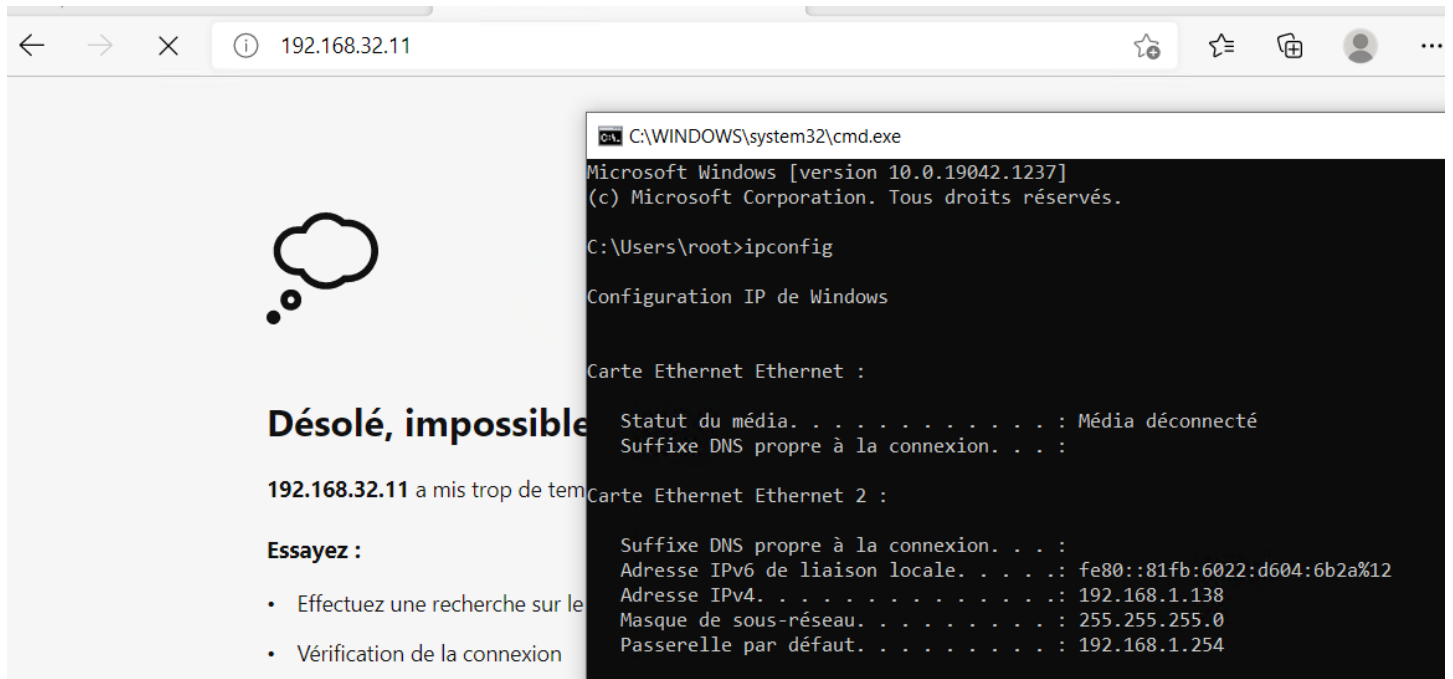 192.168.32.11
C:\WINDOWS\system32\cmd.exe
Microsoft Windows [version 10.0.19042.1237]
(c) Microsoft Corporation. Tous droits réservés.
C:\Users\root>ipconfig
Configuration IP de Windows
Carte Ethernet Ethernet :
Statut du média. . . . . . . . . . . . : Média déconnecté
Suffixe DNS propre à la connexion. . . :
Carte Ethernet Ethernet 2 :
Suffixe DNS propre à la connexion. . . :
Adresse IPv6 de liaison locale. . . . .: fe80::81fb:6022:d604:6b2a%12
Adresse IPv4. . . . . . . . . . . . . .: 192.168.1.138
Masque de sous-réseau. . . . . . . . . : 255.255.255.0
Passerelle par défaut. . . . . . . . . : 192.168.1.254
Désolé, impossible
192.168.32.11 a mis trop de
Essayez :
• Effectuez une recherche sur le
• Vérification de la connexion